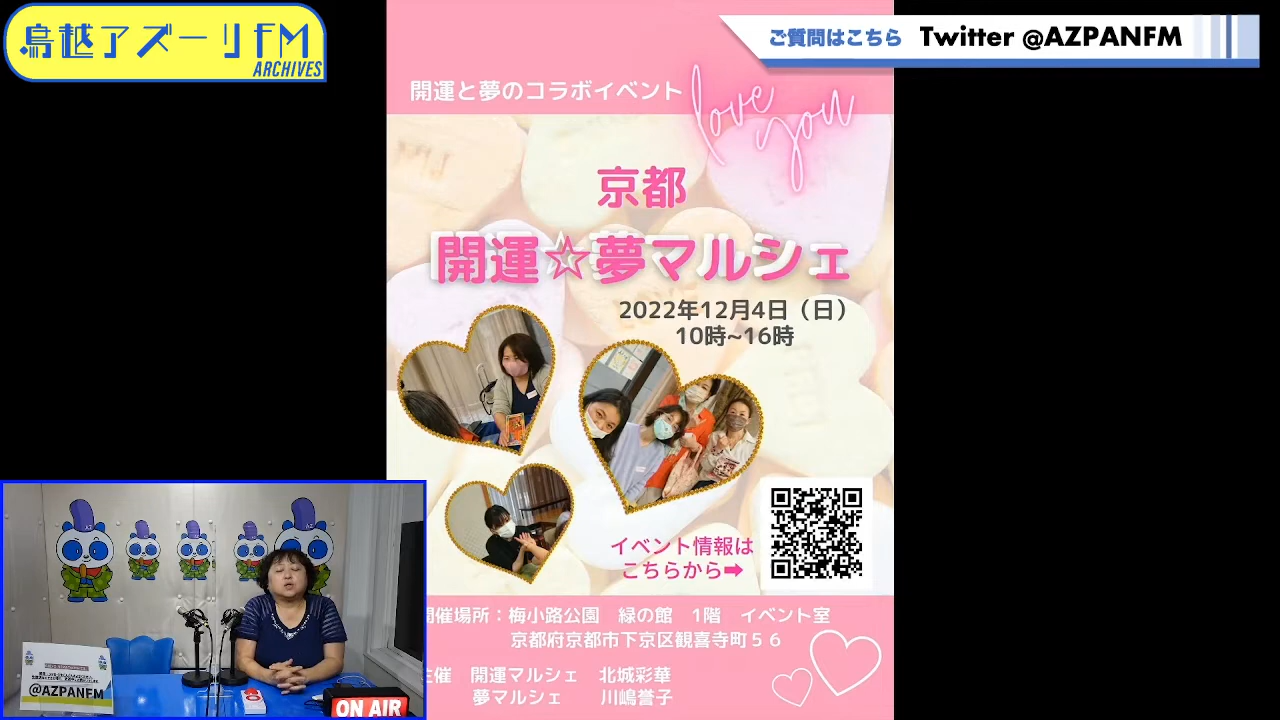 鳥越アズーリFM
ARCHIVES
ご質問はこちら Twitter @AZPANFM
開運と夢のコラボイベント
love you
京都
開運☆夢マルシェ
2022年12月4日（日）
10時~16時
イベント情報は
こちらから➡
開催場所：梅小路公園　緑の館　1階　イベント室
京都府京都市下京区観喜寺町５６
主催　開運マルシェ　北城彩華
夢マルシェ　川嶋誉子
@AZPANFM
ON AIR